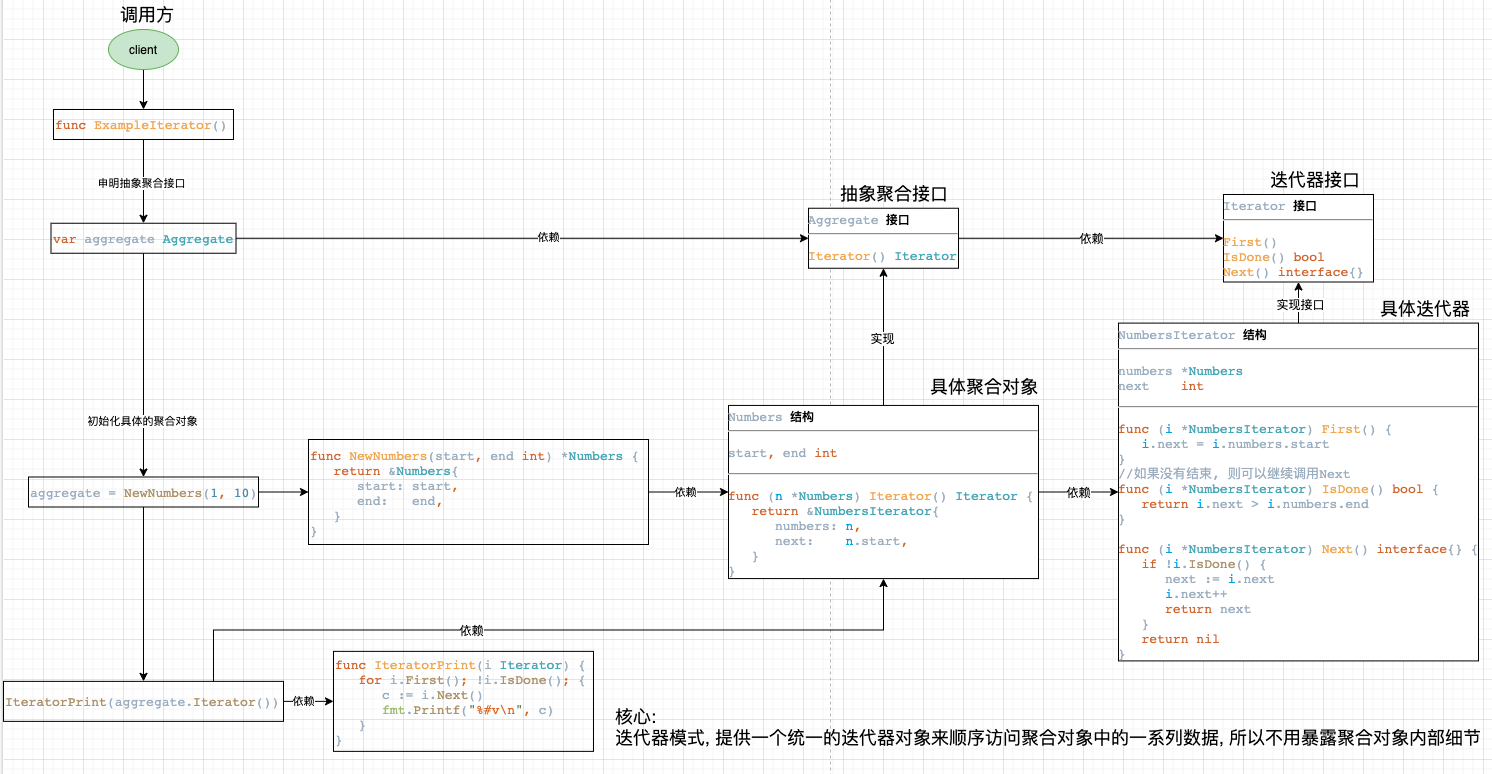 调用方
client
func ExampleIterator()
申明抽象聚合接口
var aggregate Aggregate
依赖
抽象聚合接口
Aggregate 接口
Iterator() Iterator
依赖
迭代器接口
Iterator 接口
First()
IsDone() bool
Next() interface{}
实现接口
具体迭代器
NumbersIterator 结构
numbers *Numbers
next    int
func (i *NumbersIterator) First() {
   i.next = i.numbers.start
}
//如果没有结束, 则可以继续调用Next
func (i *NumbersIterator) IsDone() bool {
   return i.next > i.numbers.end
}
func (i *NumbersIterator) Next() interface{} {
   if !i.IsDone() {
      next := i.next
      i.next++
      return next
   }
   return nil
}
实现
具体聚合对象
Numbers 结构
start, end int
func (n *Numbers) Iterator() Iterator {
   return &NumbersIterator{
      numbers: n,
      next:    n.start,
   }
}
依赖
初始化具体的聚合对象
aggregate = NewNumbers(1, 10)
func NewNumbers(start, end int) *Numbers {
   return &Numbers{
      start: start,
      end:   end,
   }
}
依赖
依赖
IteratorPrint(aggregate.Iterator())
依赖
func IteratorPrint(i Iterator) {
   for i.First(); !i.IsDone(); {
      c := i.Next()
      fmt.Printf("%#v\n", c)
   }
}
核心:
迭代器模式, 提供一个统一的迭代器对象来顺序访问聚合对象中的一系列数据, 所以不用暴露聚合对象内部细节